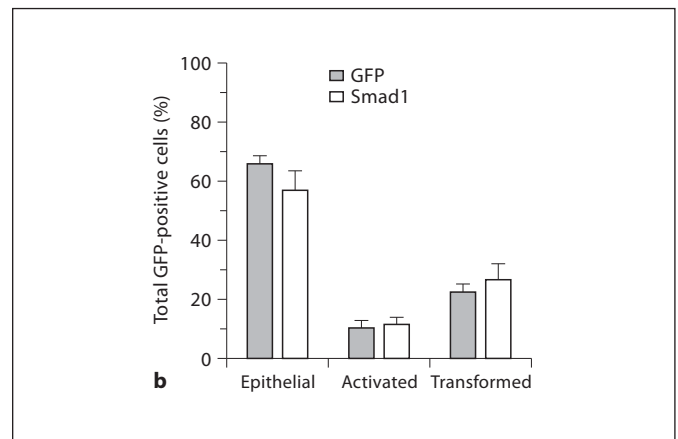 100
80
60
40
20
0
Total GFP-positive cells (%)
GFP
Smad1
b
Epithelial Activated Transformed